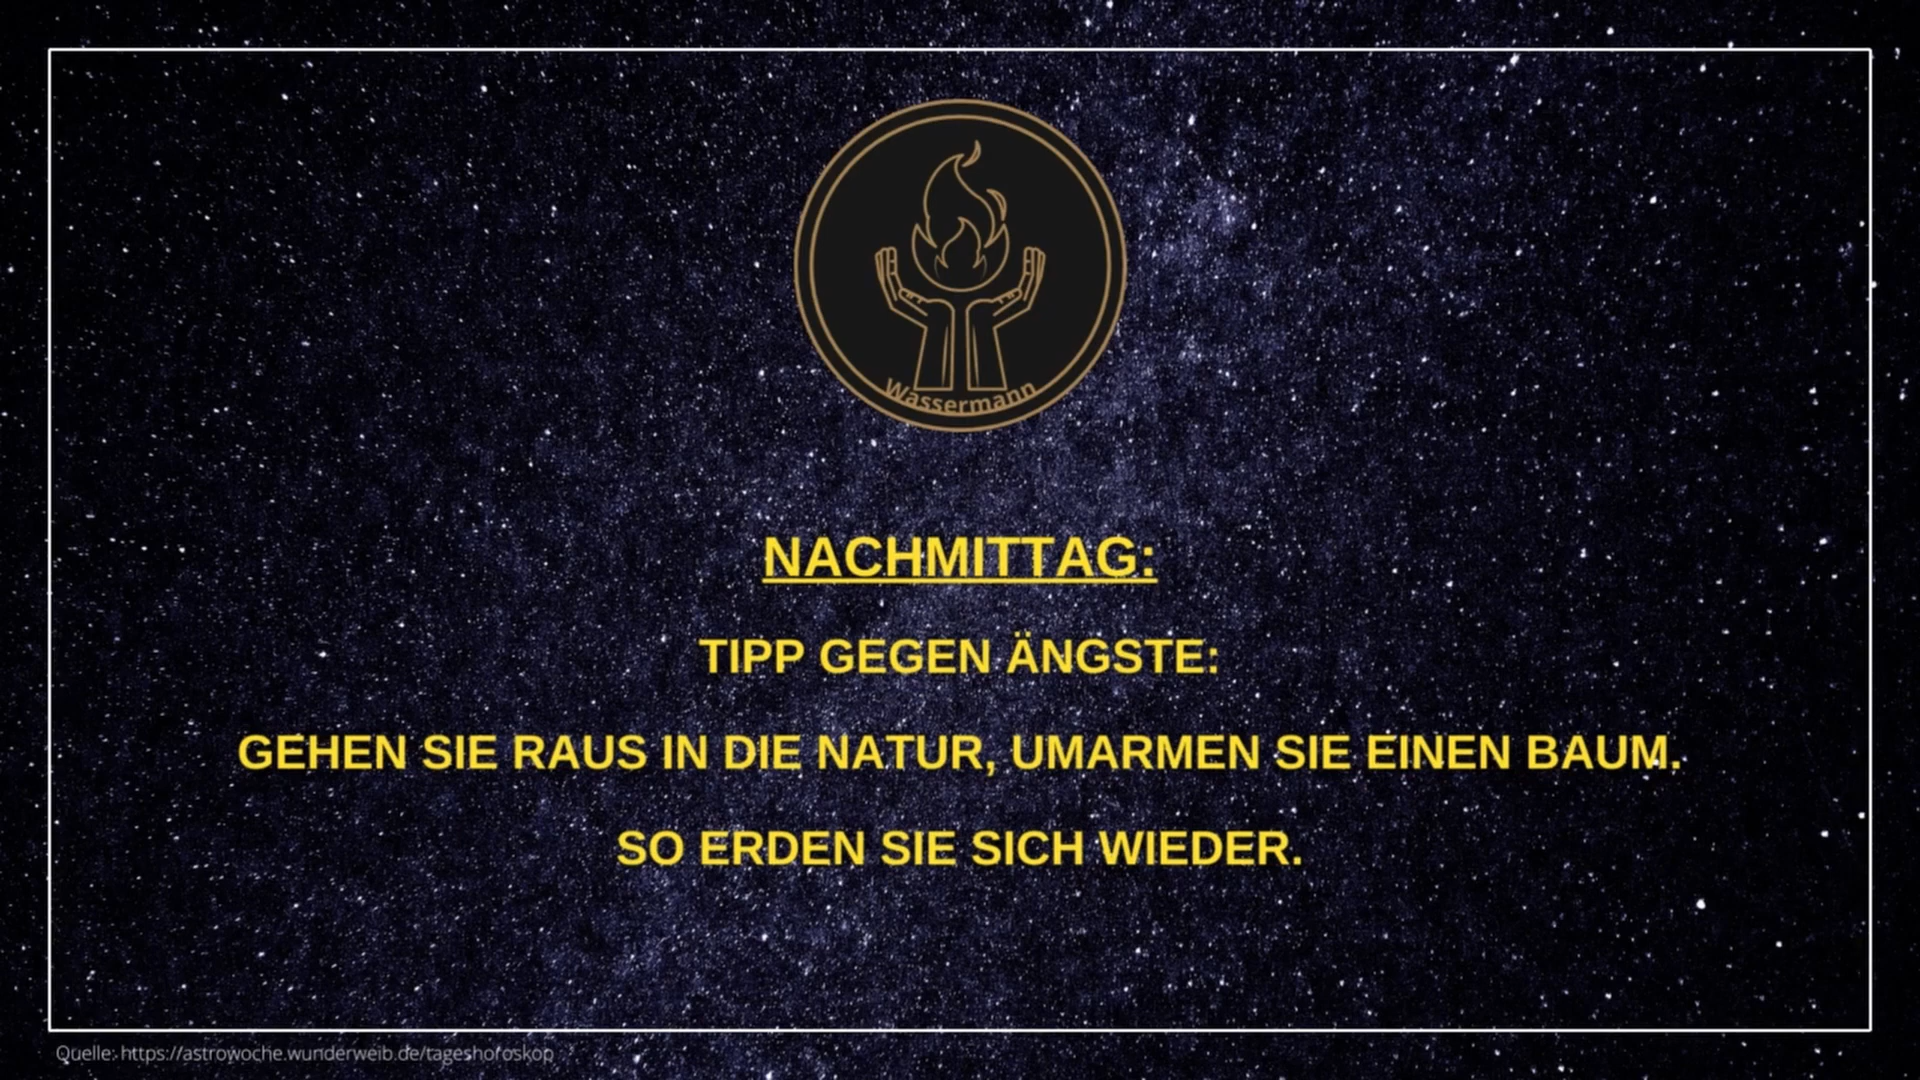 Wassermann
NACHMITTAG:
TIPP GEGEN ÄNGSTE:
GEHEN SIE RAUS IN DIE NATUR, UMARMEN SIE EINEN BAUM.
SO ERDEN SIE SICH WIEDER.
Quelle: https://astrowoche.wunderweib.de/tageshoroskop